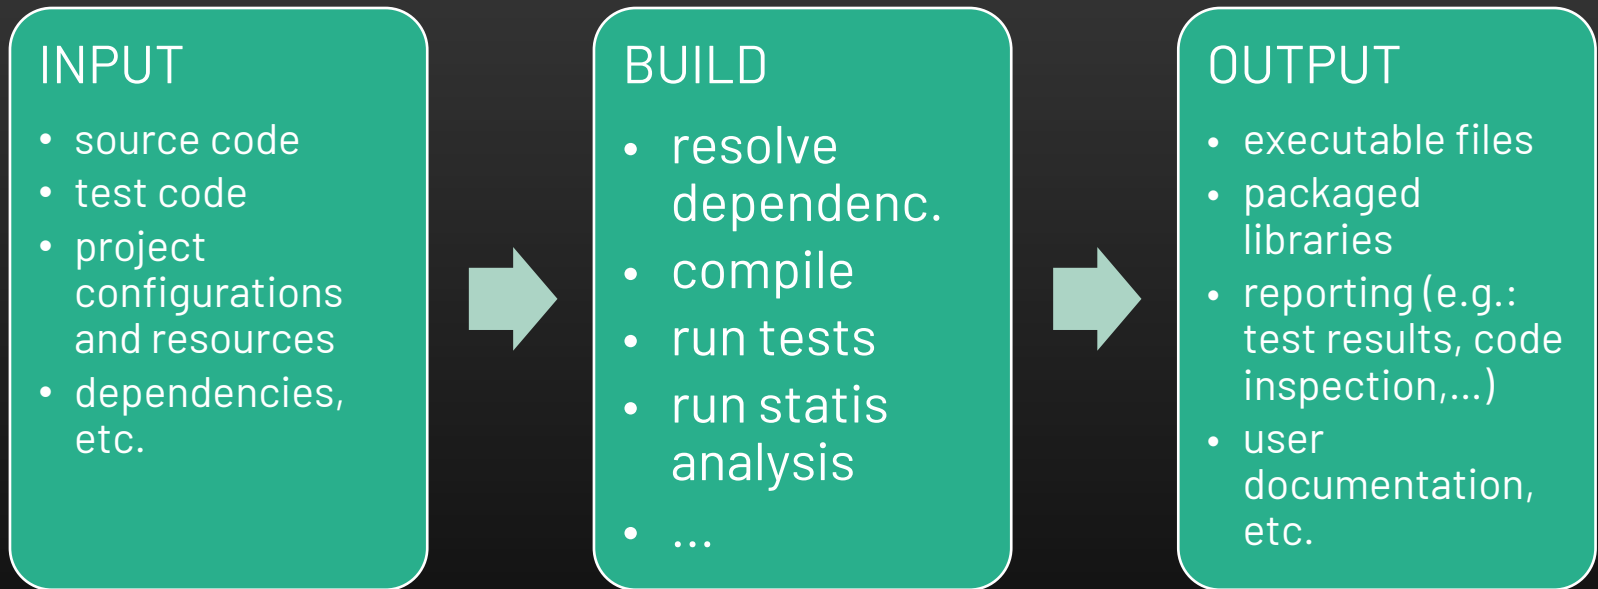 INPUT
• source code
• test code
• project
configurations
and resources
• dependencies,
etc.
BUILD
• resolve
dependenc.
• compile
• run tests
• run statis
analysis
• ...
OUTPUT
• executable files
• packaged
libraries
• reporting (e.g.:
test results, code
inspection,...)
• user
documentation,
etc.